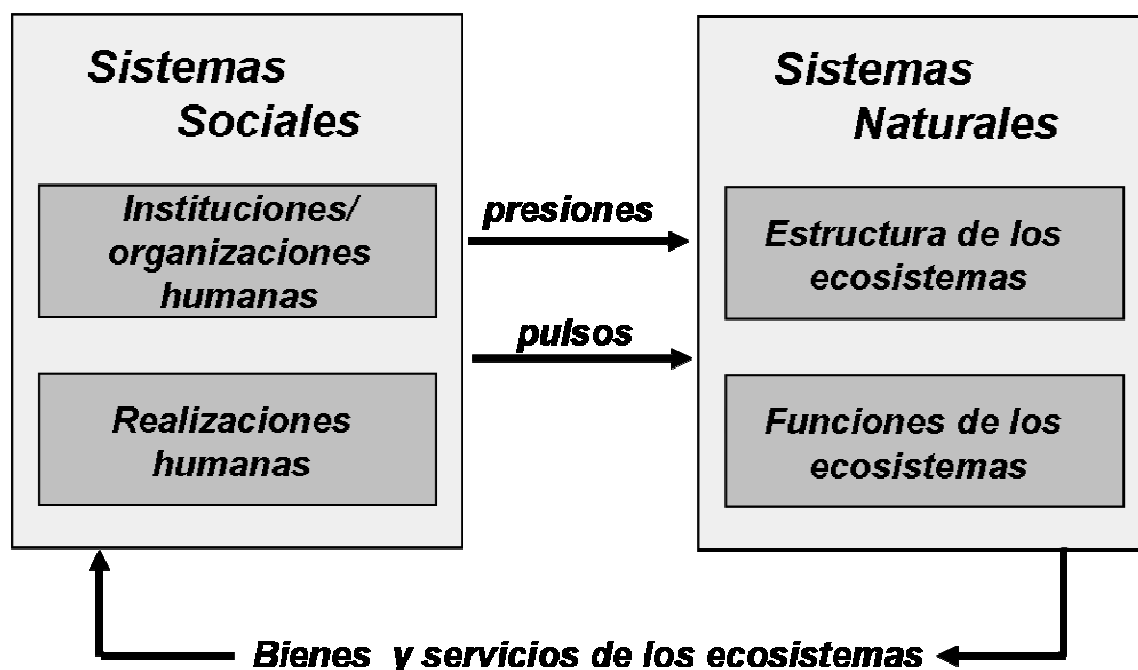 Sistemas
Sociales
Instituciones/
organizaciones
humanas
Realizaciones
humanas
presiones
pulsos
Sistemas
Naturales
Estructura de los
ecosistemas
Funciones de los
ecosistemas
Bienes y servicios de los ecosistemas